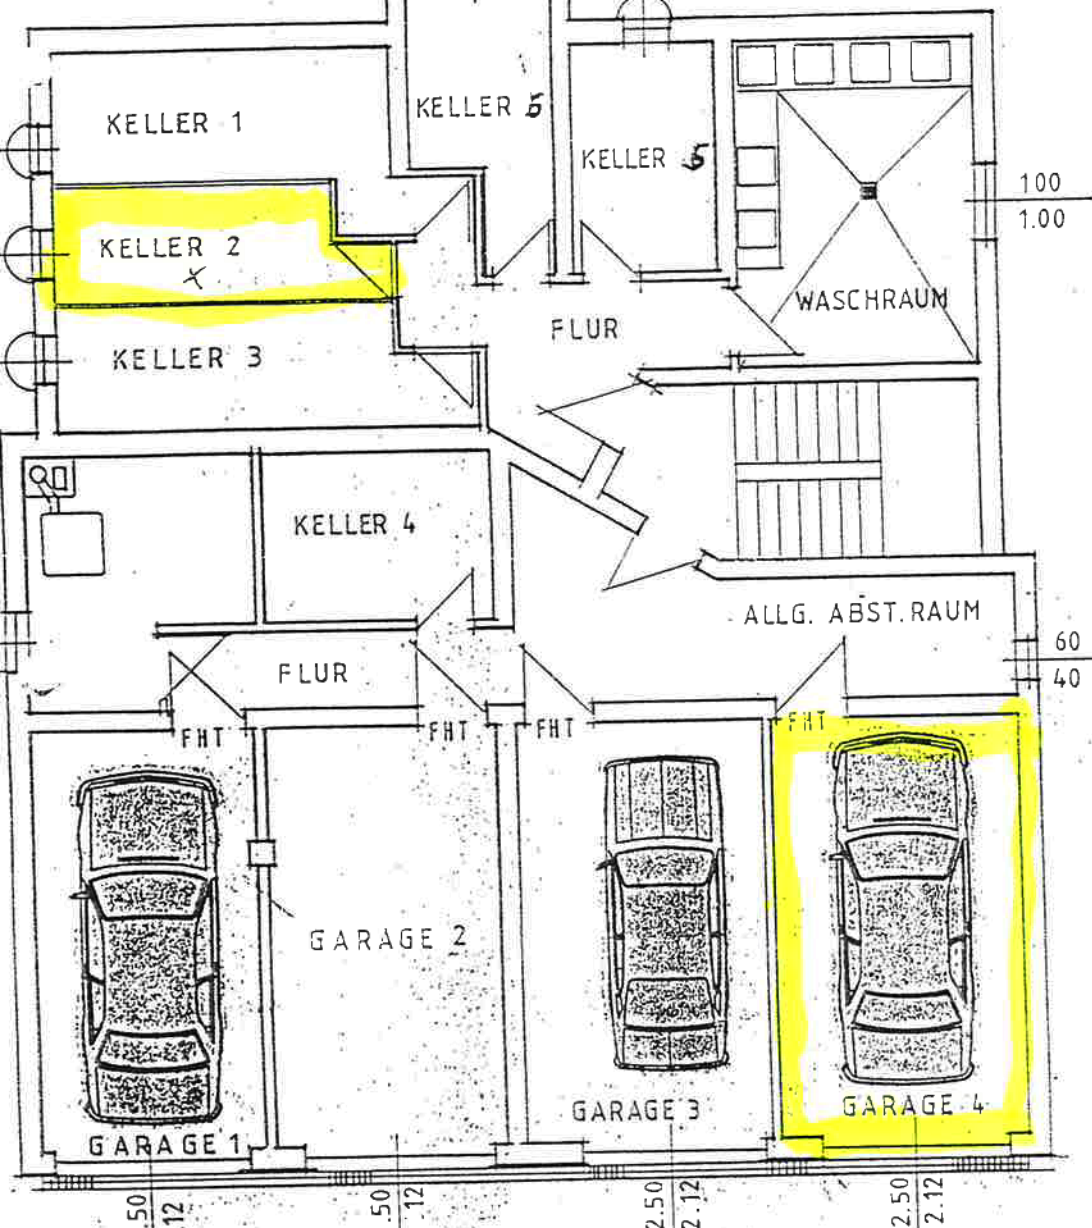 KELLER 1
KELLER
KELLER 5
100
1.00
KELLER 2
x
WASCHRAUM
FLUR
KELLER 3
KELLER 4
ALLG. ABST.RAUM
60
40
FLUR
FHT
FHT
FHT
FHT
GARAGE 2
GARAGE 1
GARAGE 3
GARAGE 4
.50
12
.50
12
2.50
2.12
2.50
2.12